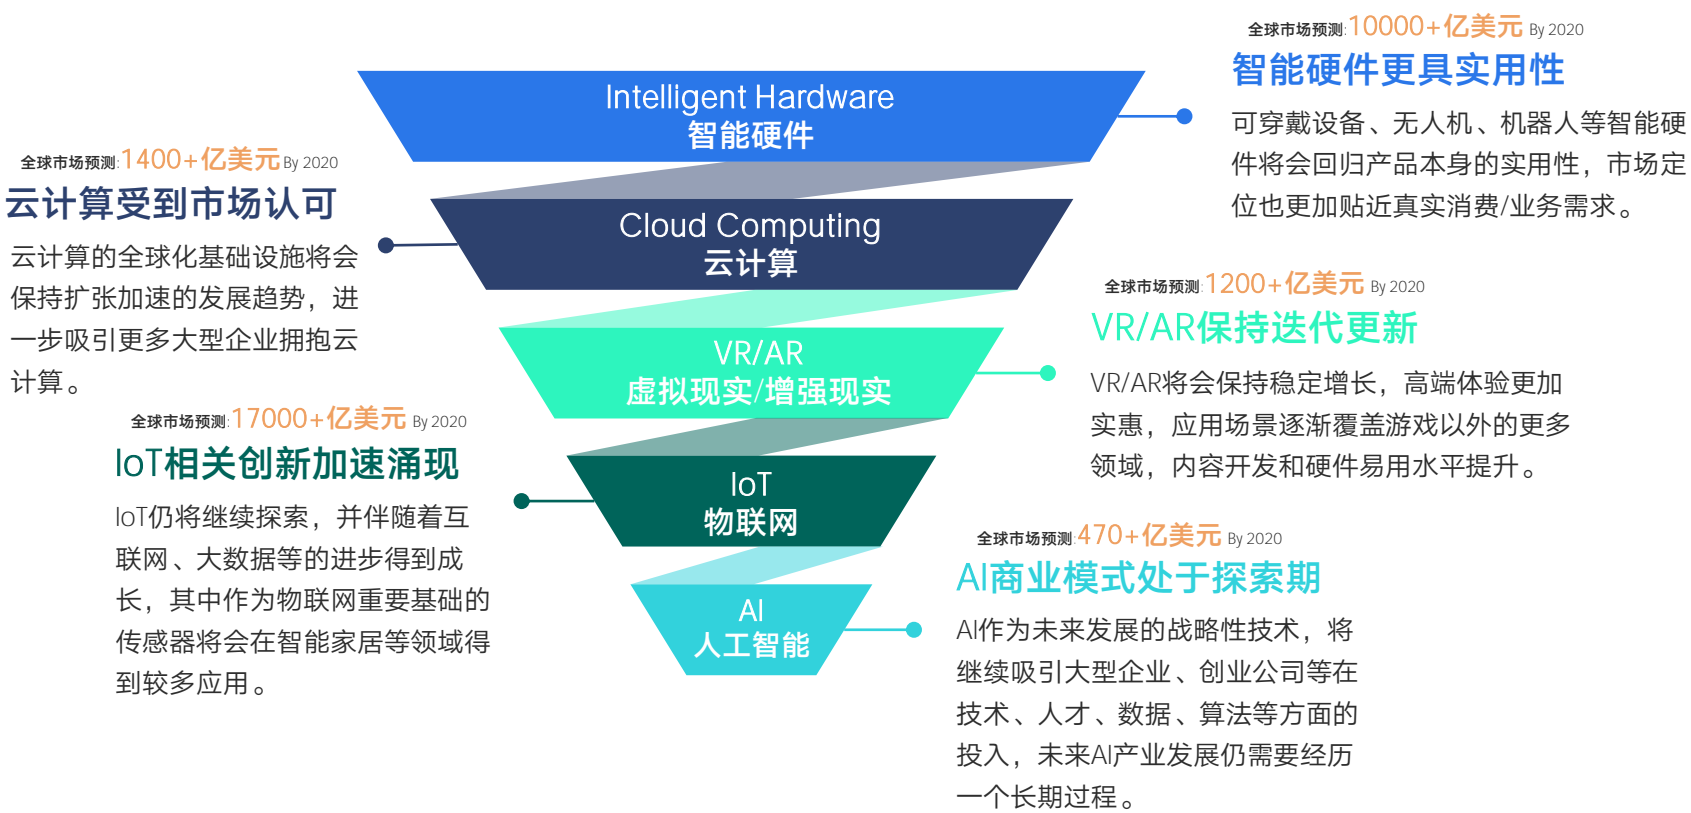 全球市场预测:10000+亿美元 By 2020
智能硬件更具实用性
可穿戴设备、无人机、机器人等智能硬
件将会回归产品本身的实用性，市场定
位也更加贴近真实消费/业务需求。
Intelligent Hardware
智能硬件
全球市场预测:1400+亿美元 By 2020
云计算受到市场认可
云计算的全球化基础设施将会
保持扩张加速的发展趋势，进
一步吸引更多大型企业拥抱云
计算。
Cloud Computing
云计算
全球市场预测:1200+亿美元 By 2020
VR/AR保持迭代更新
VR/AR将会保持稳定增长，高端体验更加
实惠，应用场景逐渐覆盖游戏以外的更多
领域，内容开发和硬件易用水平提升。
VR/AR
虚拟现实/增强现实
全球市场预测:17000+亿美元 By 2020
IoT相关创新加速涌现
IoT仍将继续探索，并伴随着互
联网、大数据等的进步得到成
长，其中作为物联网重要基础的
传感器将会在智能家居等领域得
到较多应用。
IoT
物联网
全球市场预测:470+亿美元 By 2020
AI商业模式处于探索期
AI作为未来发展的战略性技术，将
继续吸引大型企业、创业公司等在
技术、人才、数据、算法等方面的
投入，未来AI产业发展仍需要经历
一个长期过程。
AI
人工智能